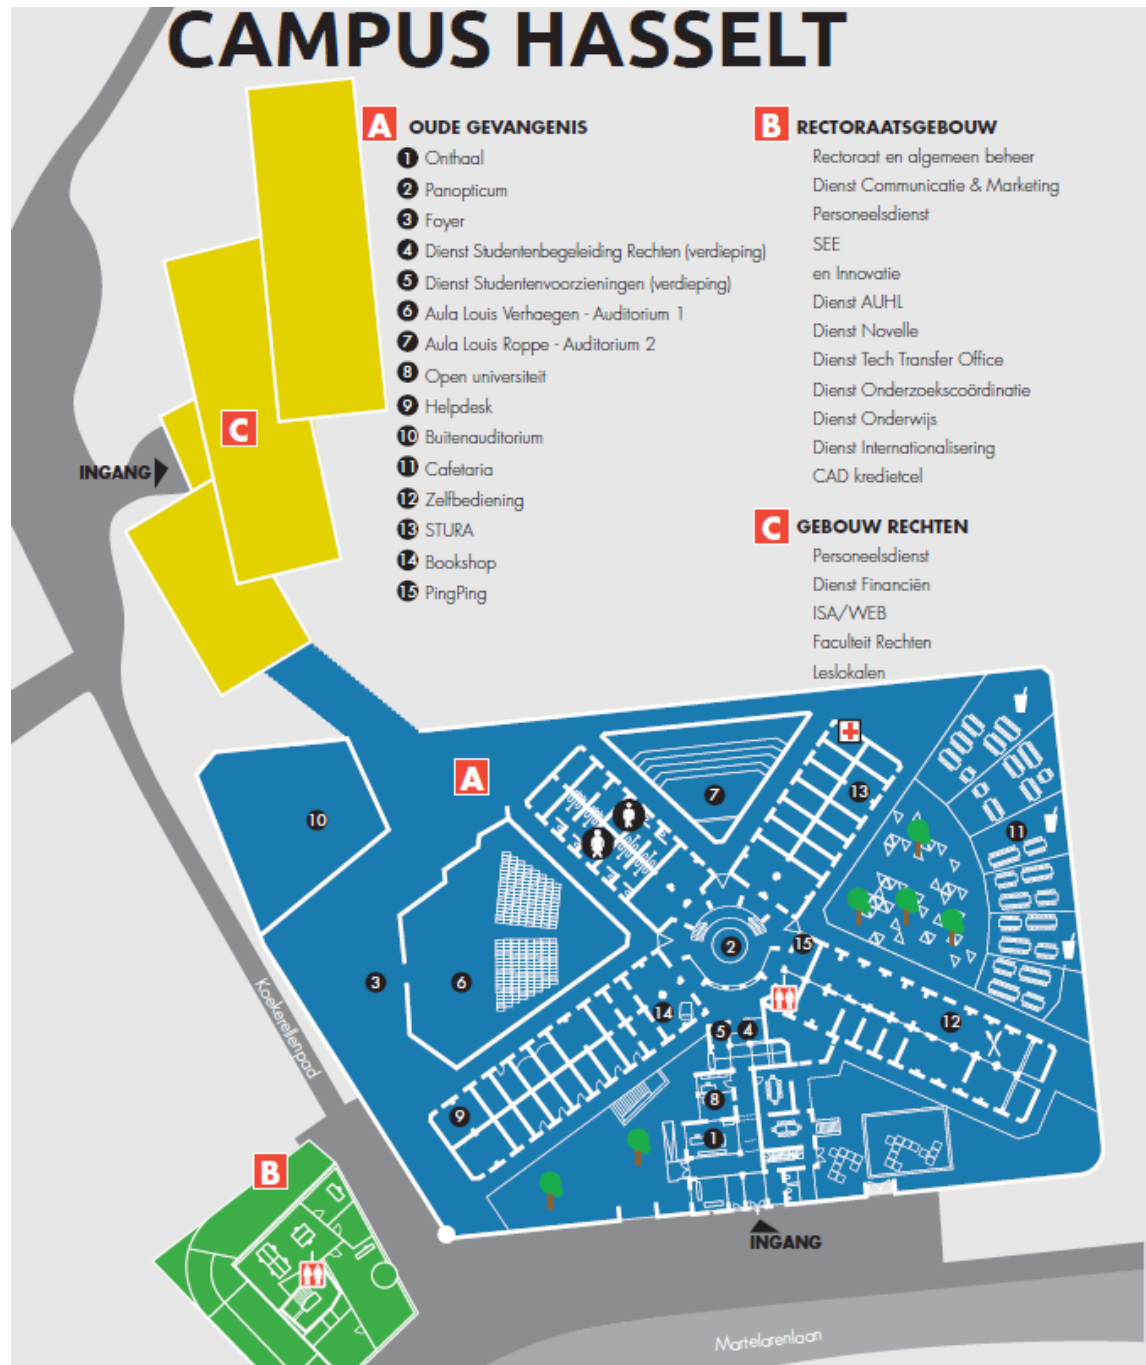 CAMPUS HASSELT
A OUDE GEVANGENIS
1 Onthaal
2 Panopticum
3 Foyer
4 Dienst Studentenbegeleiding Rechten (verdieping)
5 Dienst Studentenvoorzieningen (verdieping)
6 Aula Louis Verhaegen - Auditorium 1
7 Aula Louis Roppe - Auditorium 2
8 Open universiteit
9 Helpdesk
10 Buitenauditorium
11 Cafetaria
12 Zelfbediening
13 STURA
14 Bookshop
15 PingPing
B RECTORAATSGEBOUW
Rectoraat en algemeen beheer
Dienst Communicatie & Marketing
Personeelsdienst
SEE
en Innovatie
Dienst AUHL
Dienst Novelle
Dienst Tech Transfer Office
Dienst Onderzoekscoördinatie
Dienst Onderwijs
Dienst Internationalisering
CAD kredietcel
C GEBOUW RECHTEN
Personeelsdienst
Dienst Financiën
ISA/WEB
Faculteit Rechten
Leslokalen
C
INGANG
A
10
7
13
11
2
15
3
6
14
12
5
4
8
9
1
Koekerellenpad
B
INGANG
Martelarenlaan